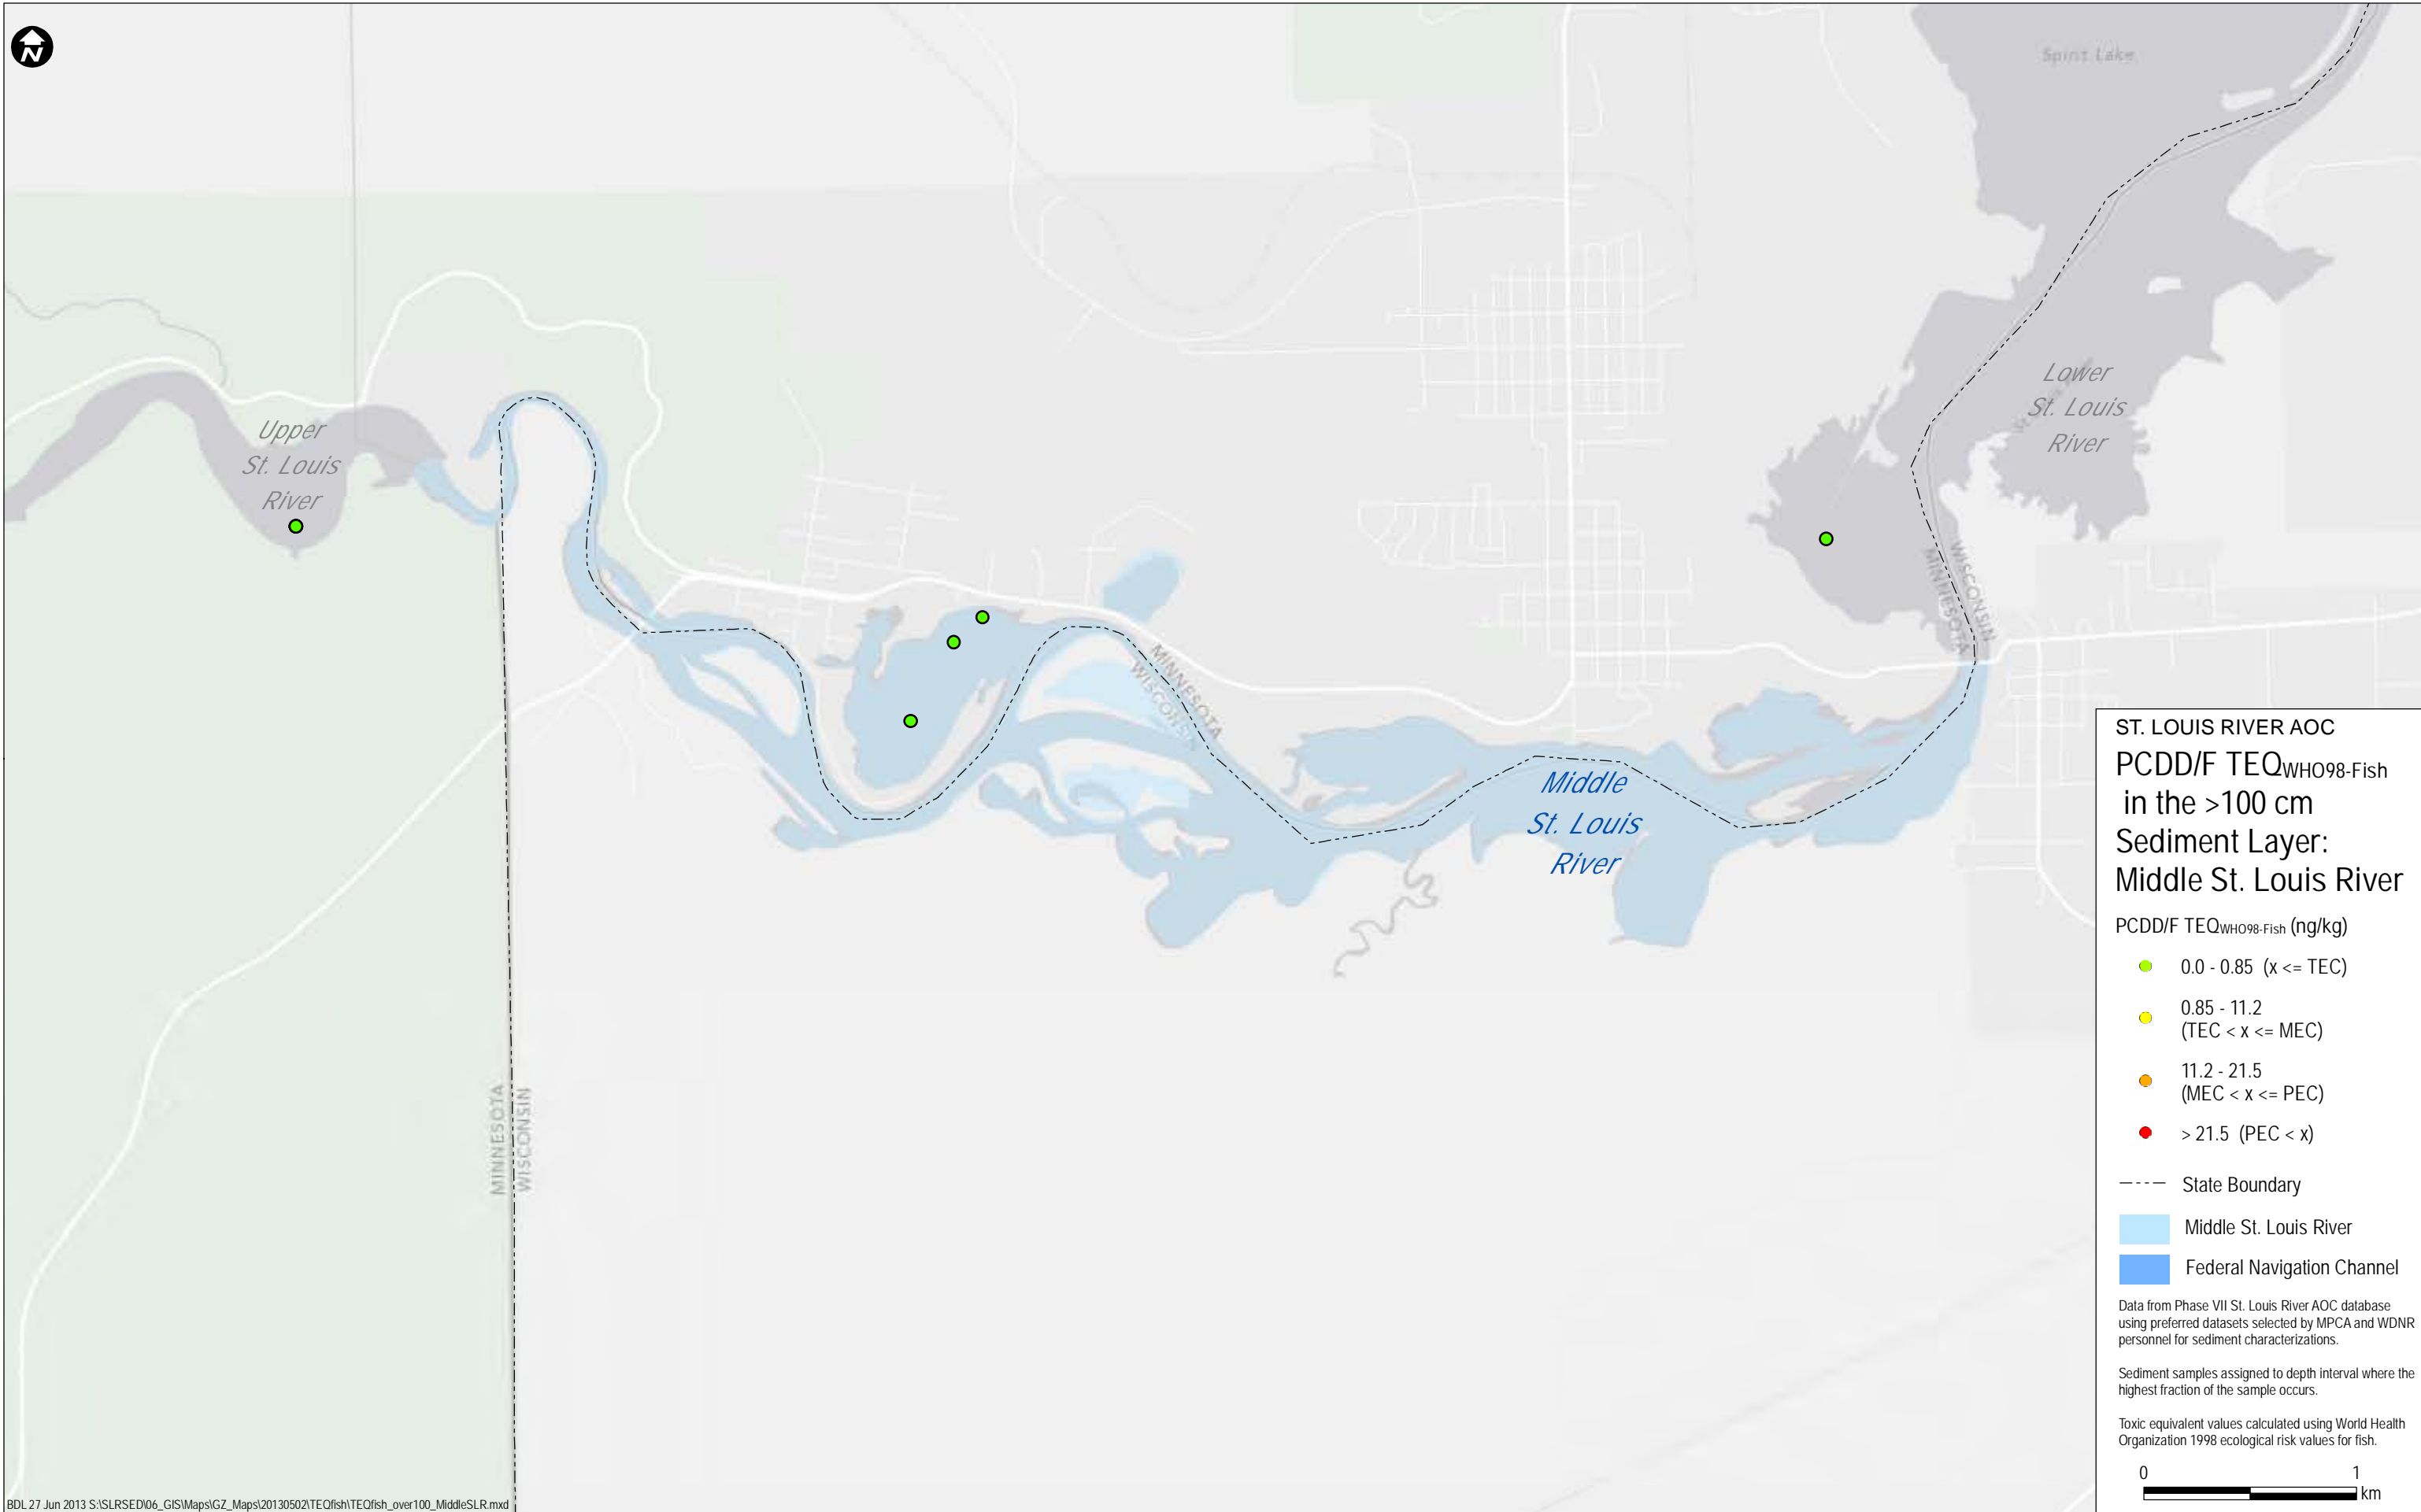 N
Spirit Lake
Upper
St. Louis
River
Lower
St. Louis
River
WISCONSIN
MINNESOTA
MINNESOTA
WISCONSIN
Middle
St. Louis
River
MINNESOTA
WISCONSIN
ST. LOUIS RIVER AOC
PCDD/F TEQWHO98-Fish
in the >100 cm
Sediment Layer:
Middle St. Louis River
PCDD/F TEQWHO98-Fish (ng/kg)
0.0 - 0.85 (x <= TEC)
0.85 - 11.2
(TEC < x <= MEC)
11.2 - 21.5
(MEC < x <= PEC)
> 21.5 (PEC < x)
State Boundary
Middle St. Louis River
Federal Navigation Channel
Data from Phase VII St. Louis River AOC database
using preferred datasets selected by MPCA and WDNR
personnel for sediment characterizations.
Sediment samples assigned to depth interval where the
highest fraction of the sample occurs.
Toxic equivalent values calculated using World Health
Organization 1998 ecological risk values for fish.
0 1
km
BDL 27 Jun 2013 S:\SLRSED\06_GIS\Maps\GZ_Maps\20130502\TEQfish\TEQfish_over100_MiddleSLR.mxd